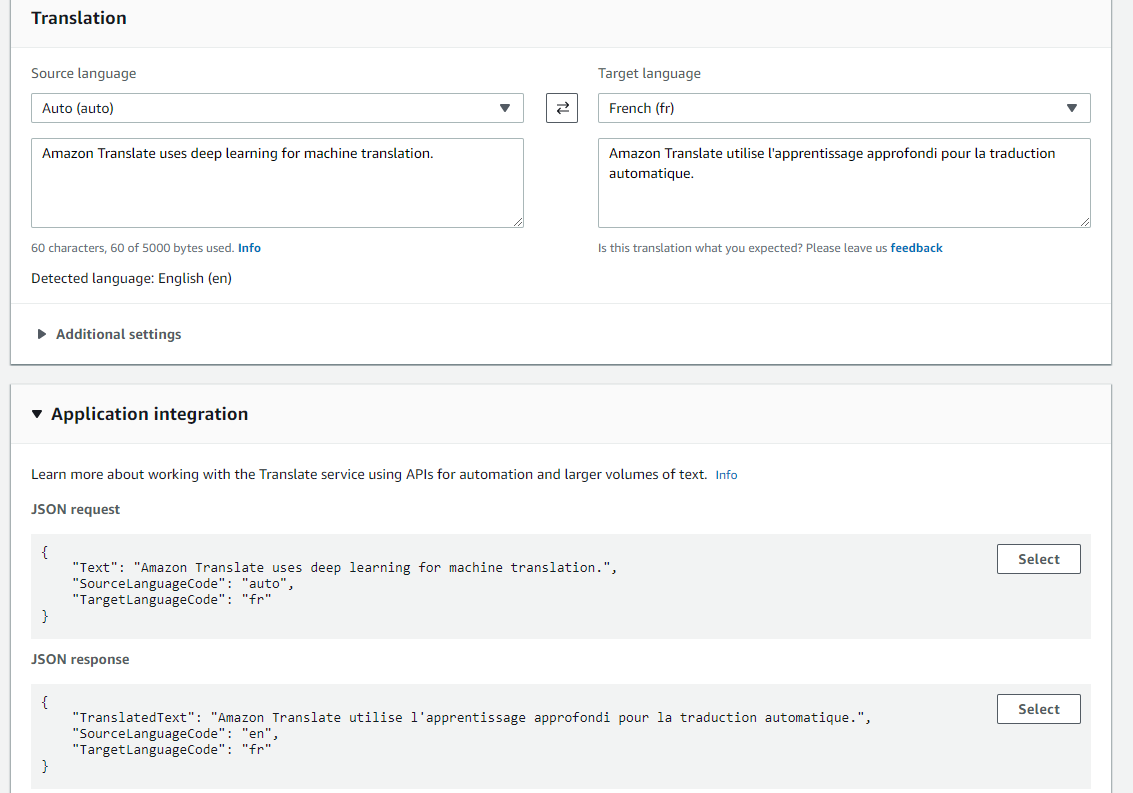 Translation
Source language
Target language
Auto (auto)
French (fr)
Amazon Translate uses deep learning for machine translation.
Amazon Translate utilise l'apprentissage approfondi pour la traduction
automatique.
60 characters, 60 of 5000 bytes used. Info
Is this translation what you expected? Please leave us feedback
Detected language: English (en)
Additional settings
Application integration
Learn more about working with the Translate service using APIs for automation and larger volumes of text. Info
JSON request
{
    "Text": "Amazon Translate uses deep learning for machine translation.",
    "SourceLanguageCode": "auto",
    "TargetLanguageCode": "fr"
}
Select
JSON response
{
    "TranslatedText": "Amazon Translate utilise l'apprentissage approfondi pour la traduction automatique.",
    "SourceLanguageCode": "en",
    "TargetLanguageCode": "fr"
}
Select